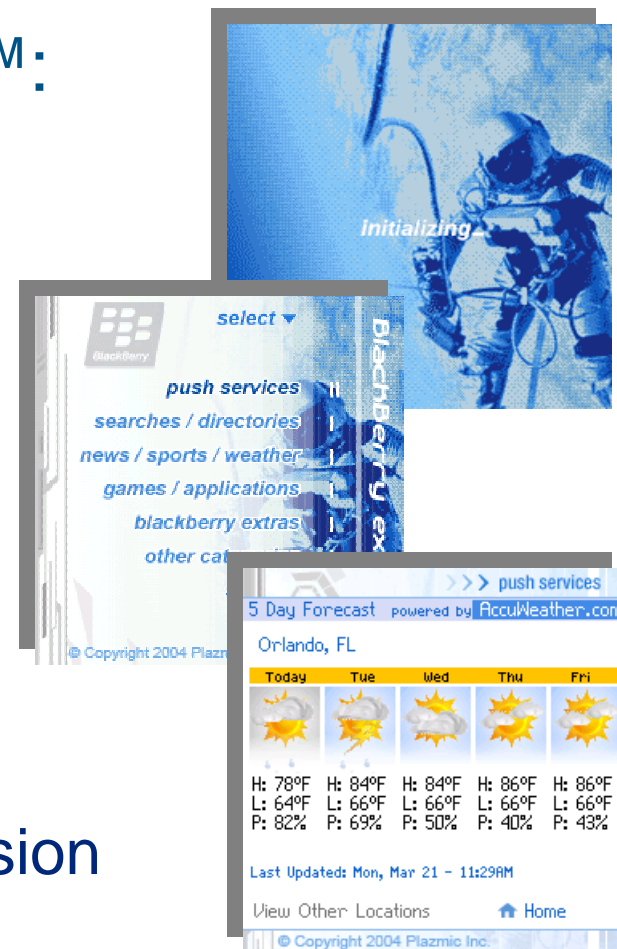 M:
Initializing...
BlackBerry
select
push services
searches / directories
news / sports / weather
games / applications
blackberry extras
other
BlackBerry
© Copyright 2004
>>> push services
5 Day Forecast powered by AccuWeather.com
Orlando, FL
Today Tue Wed Thu Fri
H: 78°F H: 84°F H: 84°F H: 86°F H: 86°F
L: 64°F L: 66°F L: 66°F L: 66°F L: 66°F
P: 82% P: 69% P: 50% P: 40% P: 43%
Last Updated: Mon, Mar 21 - 11:29AM
View Other Locations Home
© Copyright 2004 Plazmic Inc.
sion